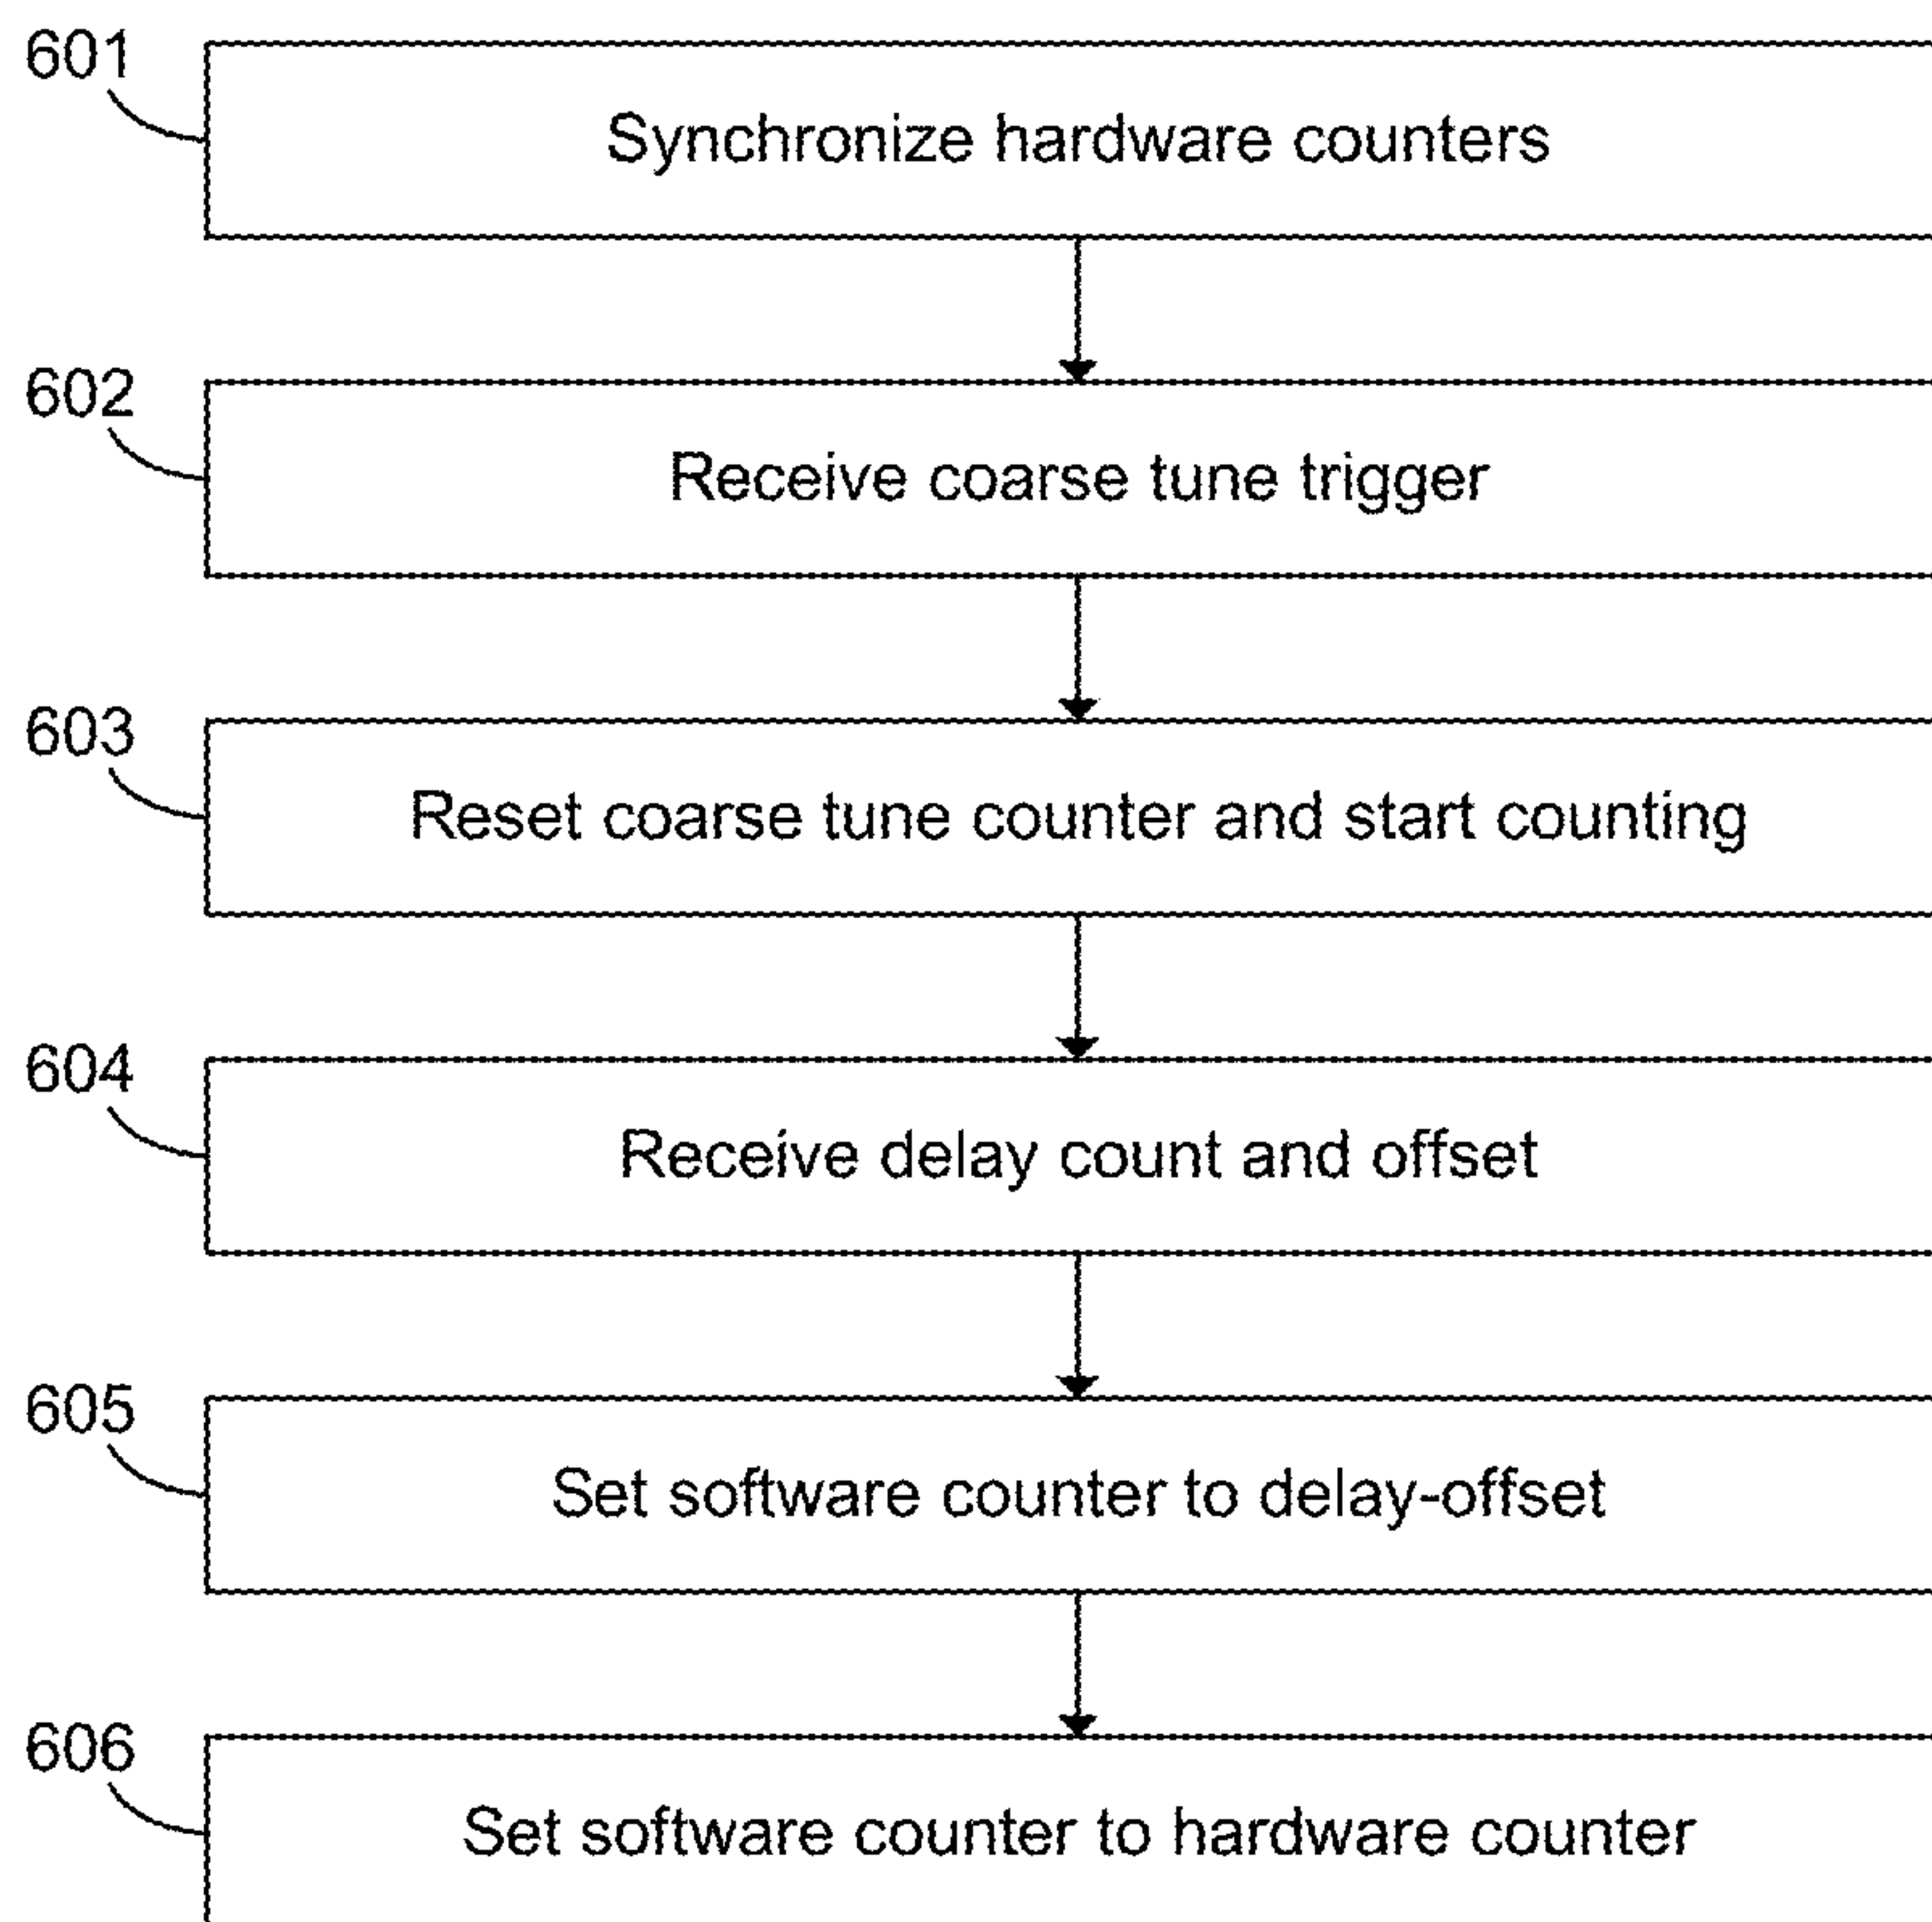 601
Synchronize hardware counters
602
Receive coarse tune trigger
603
Reset coarse tune counter and start counting
604
Receive delay count and offset
605
Set software counter to delay-offset
606
Set software counter to hardware counter